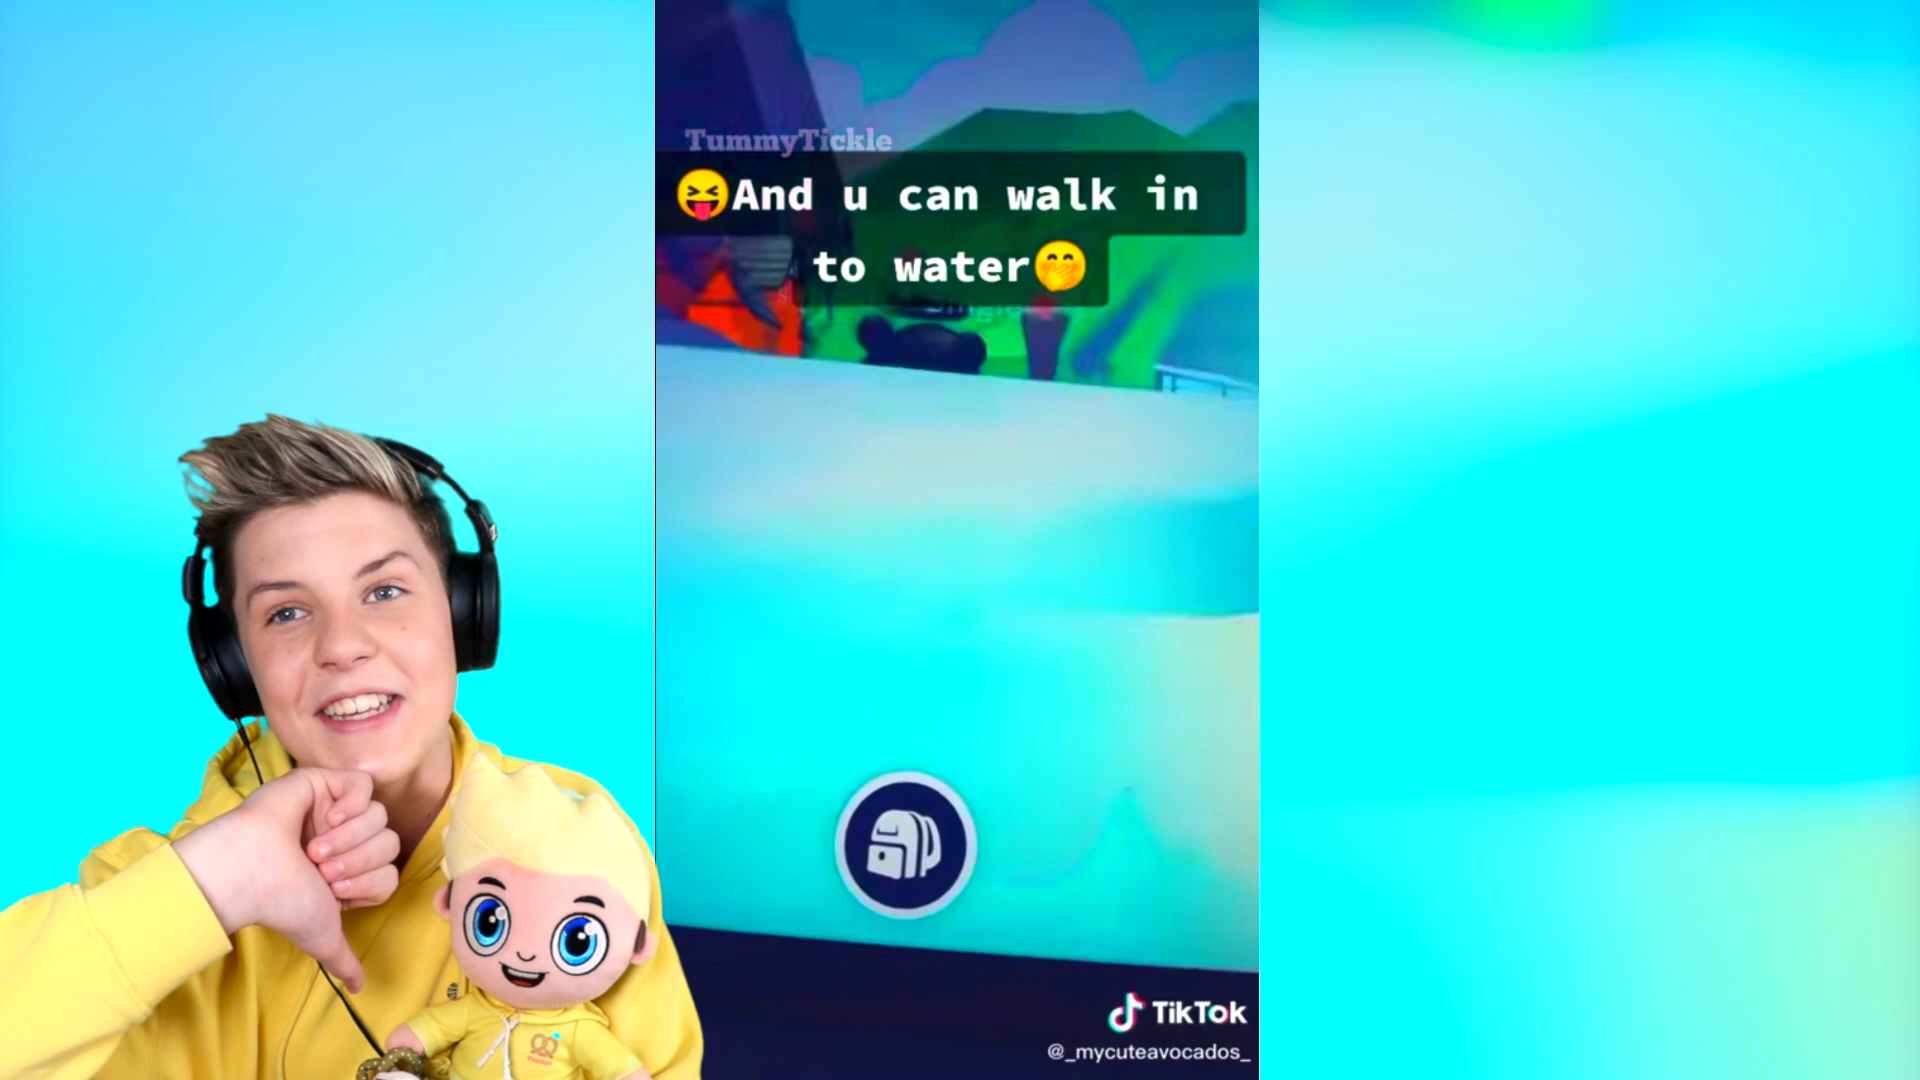 TummyTickle
😝And u can walk in
to water🤭
TikTok
@_mycuteavocados_